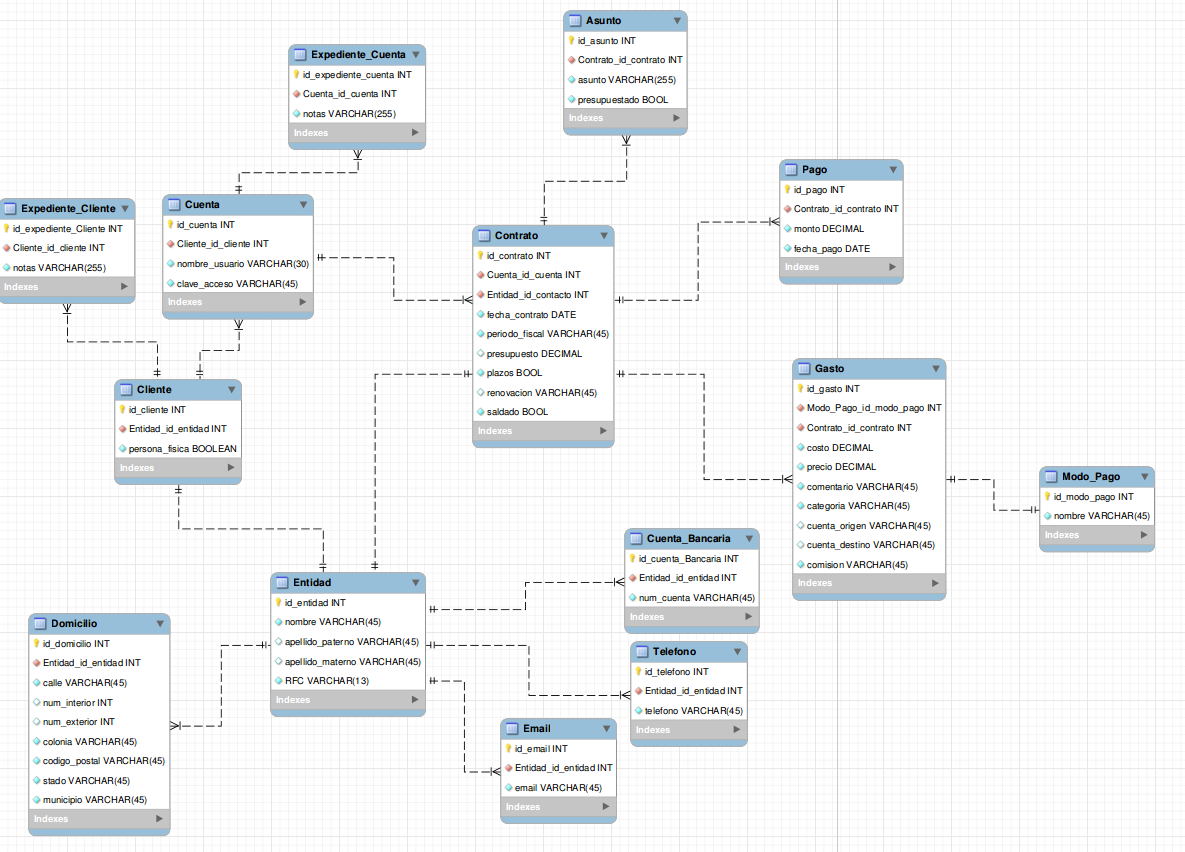 Asunto
id_asunto INT
Contrato_id_contrato INT
asunto VARCHAR(255)
presupuestado BOOL
Indexes
Expediente_Cuenta
id_expediente_cuenta INT
Cuenta_id_cuenta INT
notas VARCHAR(255)
Indexes
Pago
id_pago INT
Contrato_id_contrato INT
monto DECIMAL
fecha_pago DATE
Indexes
Expediente_Cliente
id_expediente_Cliente INT
Cliente_id_cliente INT
notas VARCHAR(255)
Indexes
Cuenta
id_cuenta INT
Cliente_id_cliente INT
nombre_usuario VARCHAR(30)
clave_acceso VARCHAR(45)
Indexes
Contrato
id_contrato INT
Cuenta_id_cuenta INT
Entidad_id_contacto INT
fecha_contrato DATE
periodo_fiscal VARCHAR(45)
presupuesto DECIMAL
plazos BOOL
renovacion VARCHAR(45)
saldado BOOL
Indexes
Cliente
id_cliente INT
Entidad_id_entidad INT
persona_fisica BOOLEAN
Indexes
Gasto
id_gasto INT
Modo_Pago_id_modo_pago INT
Contrato_id_contrato INT
costo DECIMAL
precio DECIMAL
comentario VARCHAR(45)
categoria VARCHAR(45)
cuenta_origen VARCHAR(45)
cuenta_destino VARCHAR(45)
comision VARCHAR(45)
Indexes
Modo_Pago
id_modo_pago INT
nombre VARCHAR(45)
Indexes
Cuenta_Bancaria
id_cuenta_Bancaria INT
Entidad_id_entidad INT
num_cuenta VARCHAR(45)
Indexes
Entidad
id_entidad INT
nombre VARCHAR(45)
apellido_paterno VARCHAR(45)
apellido_materno VARCHAR(45)
RFC VARCHAR(13)
Indexes
Domicilio
id_domicilio INT
Entidad_id_entidad INT
calle VARCHAR(45)
num_interior INT
num_exterior INT
colonia VARCHAR(45)
codigo_postal VARCHAR(45)
stado VARCHAR(45)
municipio VARCHAR(45)
Indexes
Telefono
id_telefono INT
Entidad_id_entidad INT
telefono VARCHAR(45)
Indexes
Email
id_email INT
Entidad_id_entidad INT
email VARCHAR(45)
Indexes